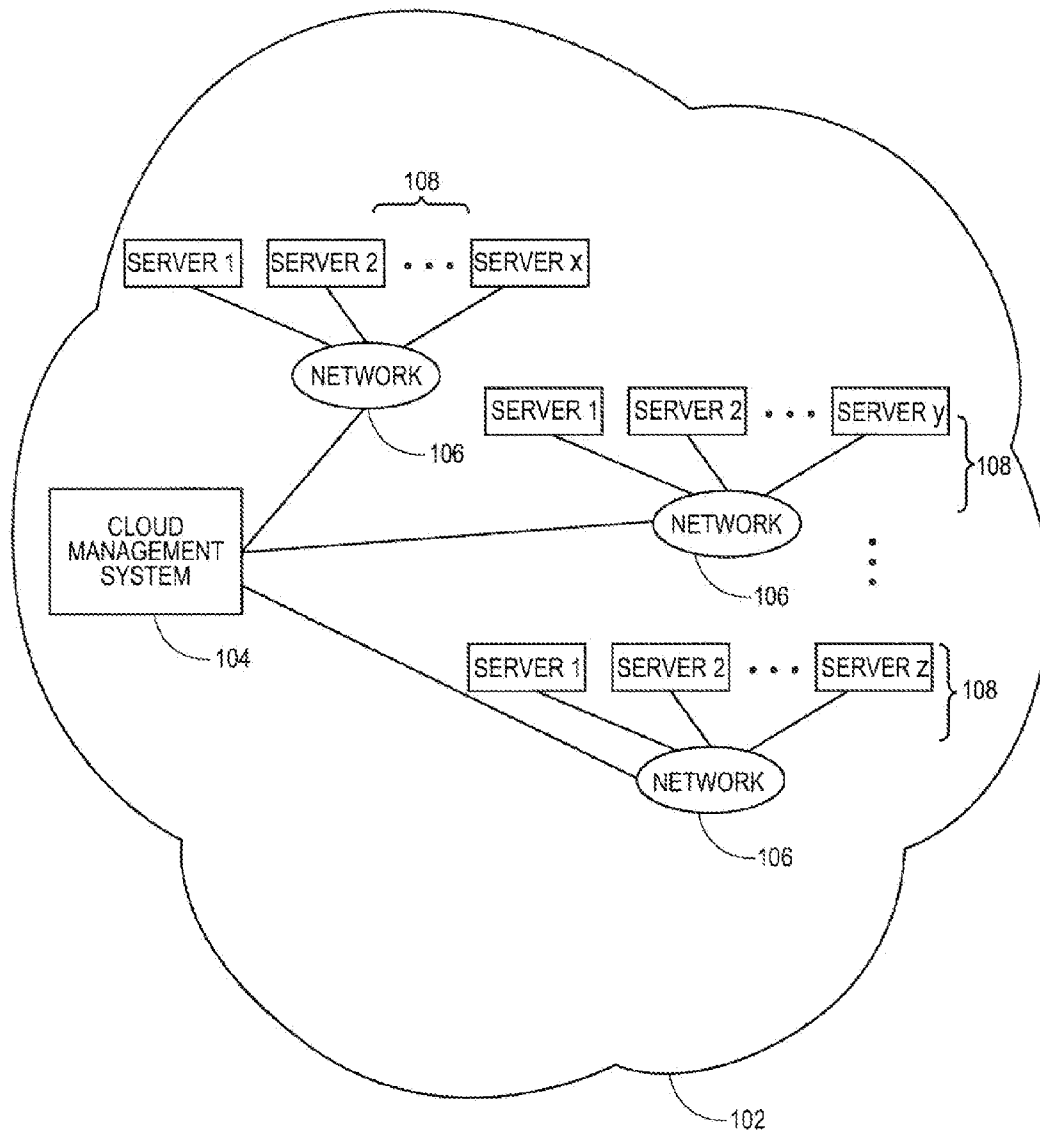 108
SERVER 1 SERVER 2 • • • SERVER x
NETWORK
106
SERVER 1 SERVER 2 • • • SERVER y
108
NETWORK
106
CLOUD
MANAGEMENT
SYSTEM
104
SERVER 1 SERVER 2 • • • SERVER z
108
NETWORK
106
102